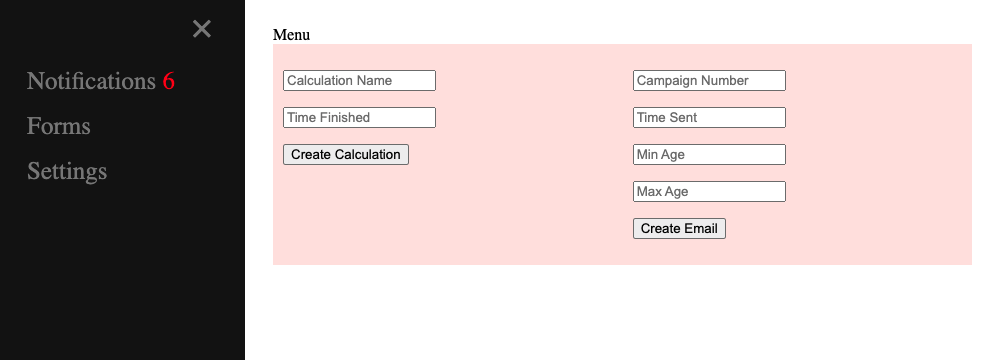 ×
Notifications 6
Forms
Settings
Menu
Calculation Name
Time Finished
Create Calculation
Campaign Number
Time Sent
Min Age
Max Age
Create Email